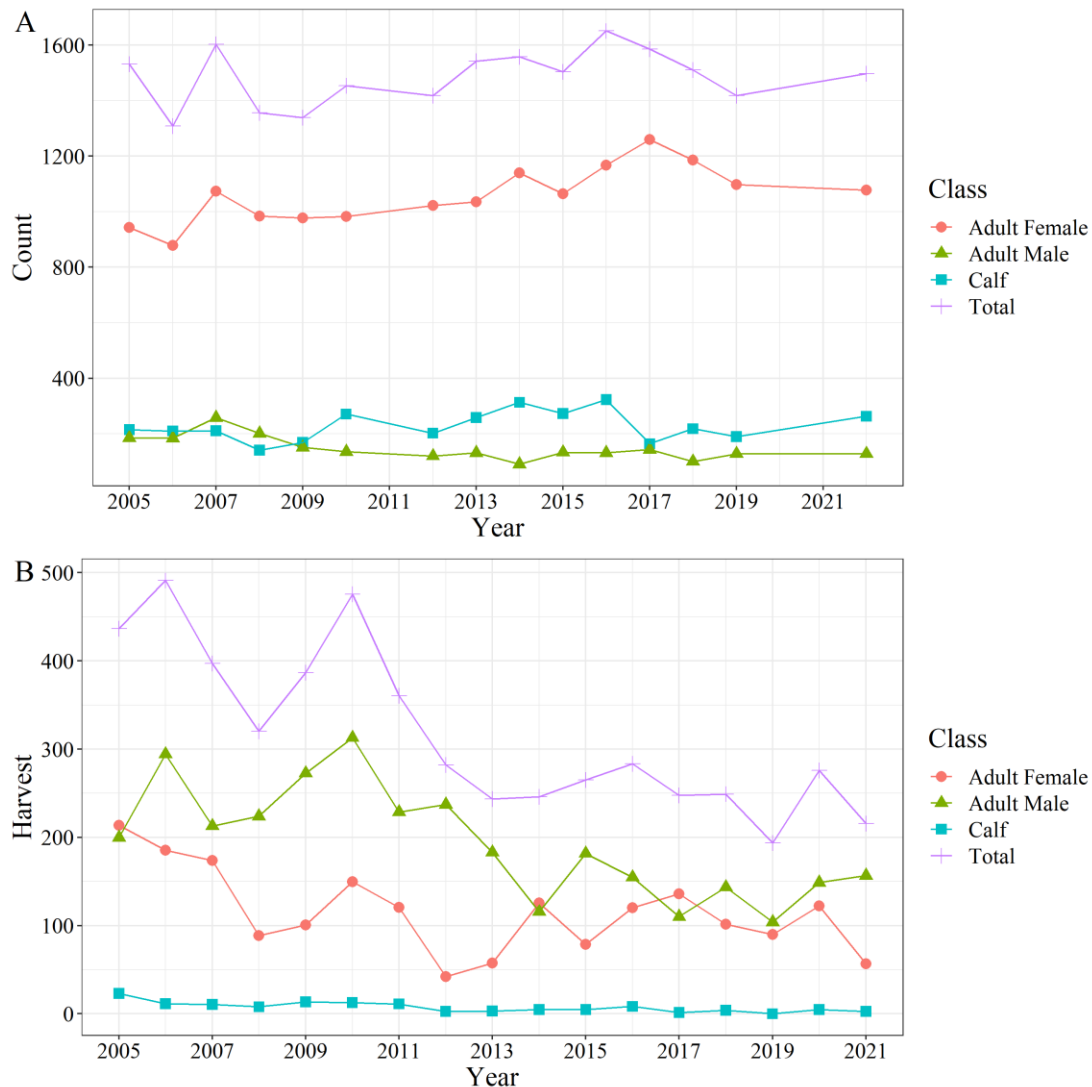 A
1600
1200
800
400
Count
2005 2007 2009 2011 2013 2015 2017 2019 2021
Year
Class
Adult Female
Adult Male
Calf
Total
B
500
400
300
200
100
0
Harvest
2005 2007 2009 2011 2013 2015 2017 2019 2021
Year
Class
Adult Female
Adult Male
Calf
Total